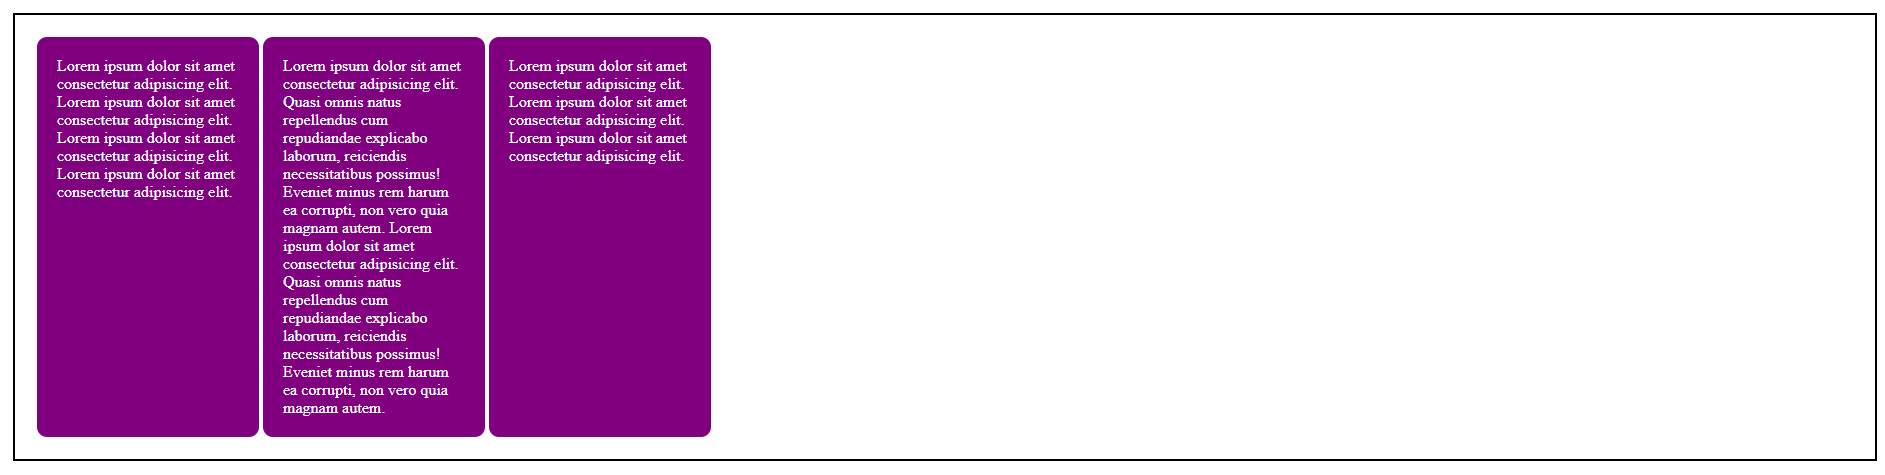 Lorem ipsum dolor sit amet
consectetur adipisicing elit.
Lorem ipsum dolor sit amet
consectetur adipisicing elit.
Lorem ipsum dolor sit amet
consectetur adipisicing elit.
Lorem ipsum dolor sit amet
consectetur adipisicing elit.
Lorem ipsum dolor sit amet
consectetur adipisicing elit.
Quasi omnis natus
repellendus cum
repudiandae explicabo
laborum, reiciendis
necessitatibus possimus!
Eveniet minus rem harum
ea corrupti, non vero quia
magnam autem. Lorem
ipsum dolor sit amet
consectetur adipisicing elit.
Quasi omnis natus
repellendus cum
repudiandae explicabo
laborum, reiciendis
necessitatibus possimus!
Eveniet minus rem harum
ea corrupti, non vero quia
magnam autem.
Lorem ipsum dolor sit amet
consectetur adipisicing elit.
Lorem ipsum dolor sit amet
consectetur adipisicing elit.
Lorem ipsum dolor sit amet
consectetur adipisicing elit.